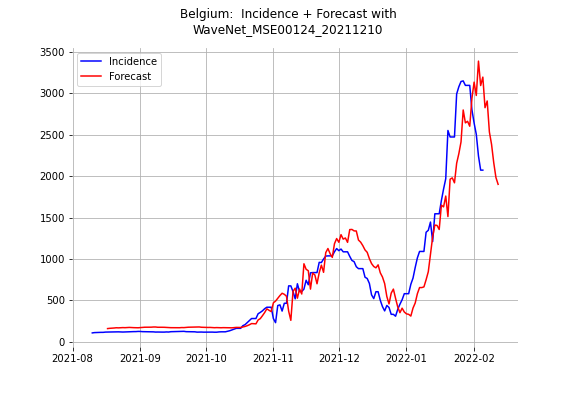 Belgium:  Incidence + Forecast with
WaveNet_MSE00124_20211210
Incidence
Forecast
3500
3000
2500
2000
1500
1000
500
0
2021-08 2021-09 2021-10 2021-11 2021-12 2022-01 2022-02